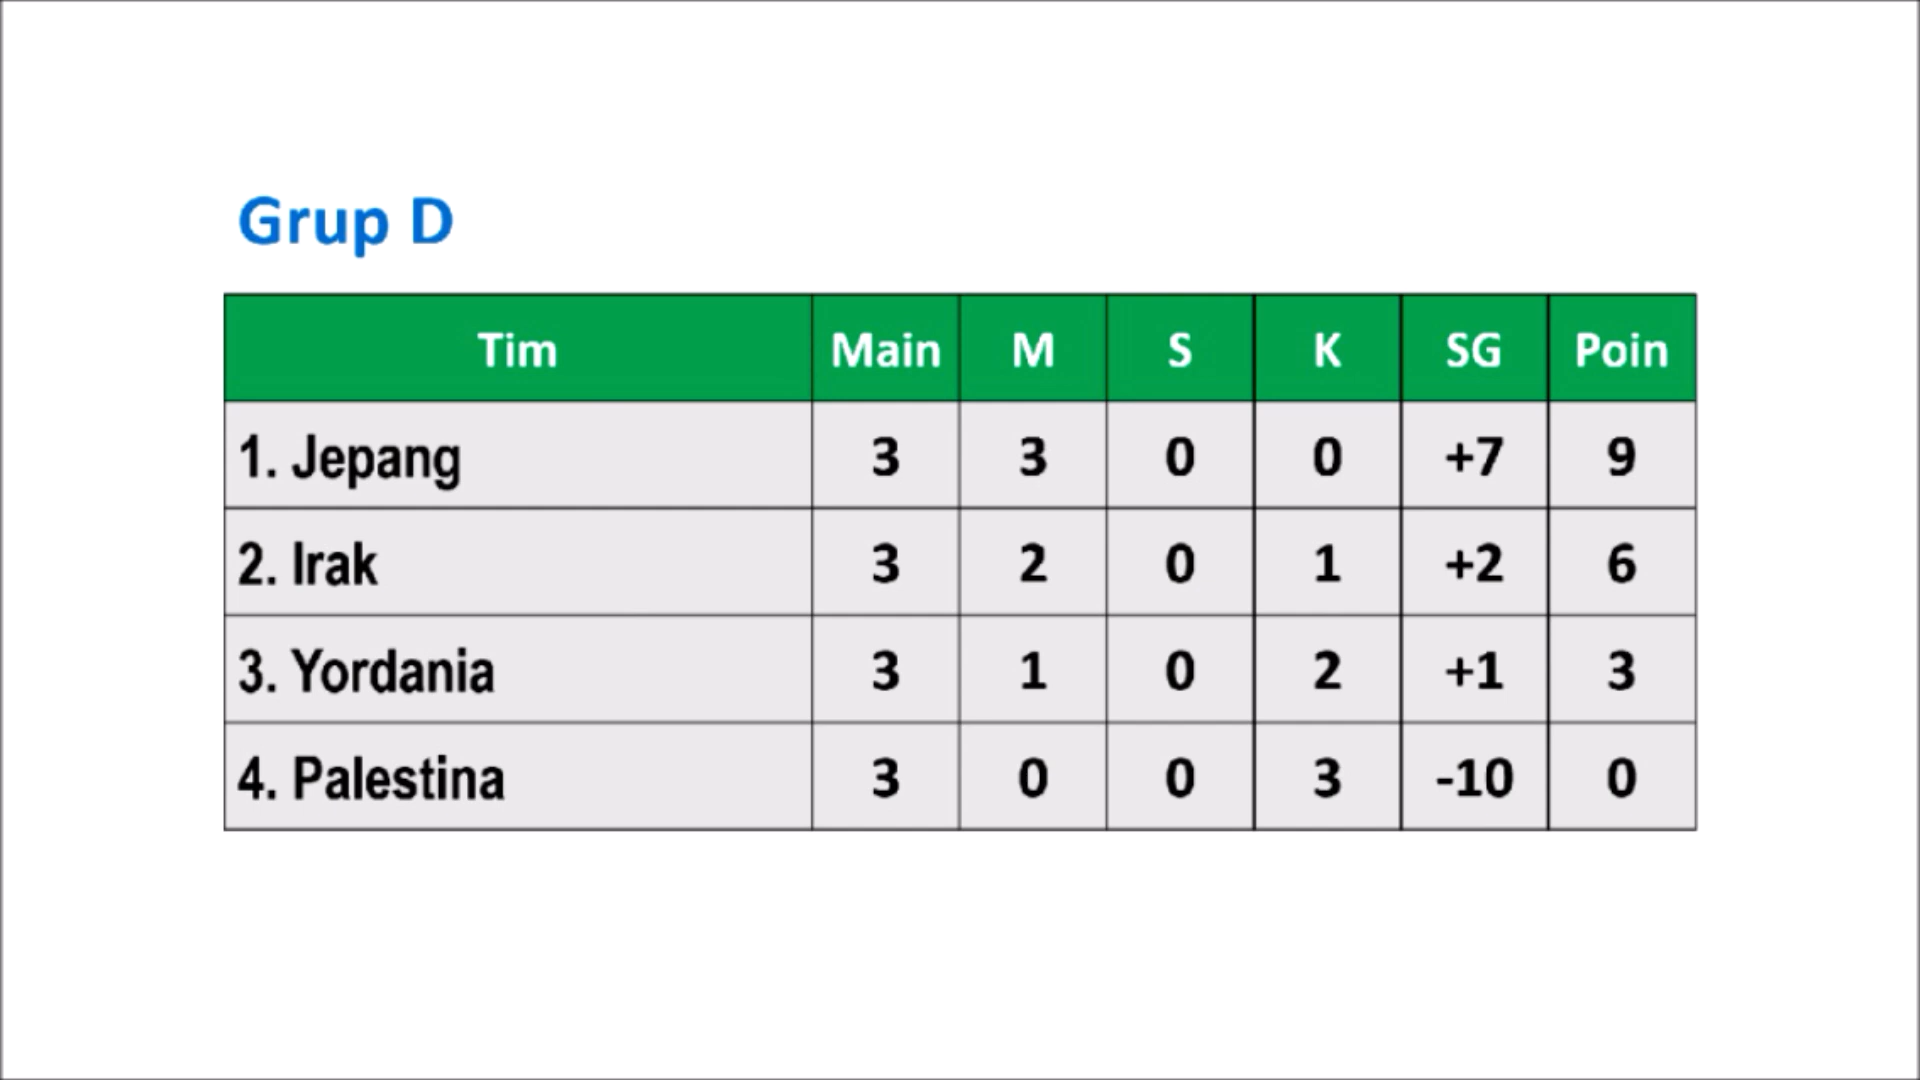 Grup D
Tim Main M S K SG Poin
1. Jepang 3 3 0 0 +7 9
2. Irak 3 2 0 1 +2 6
3. Yordania 3 1 0 2 +1 3
4. Palestina 3 0 0 3 -10 0